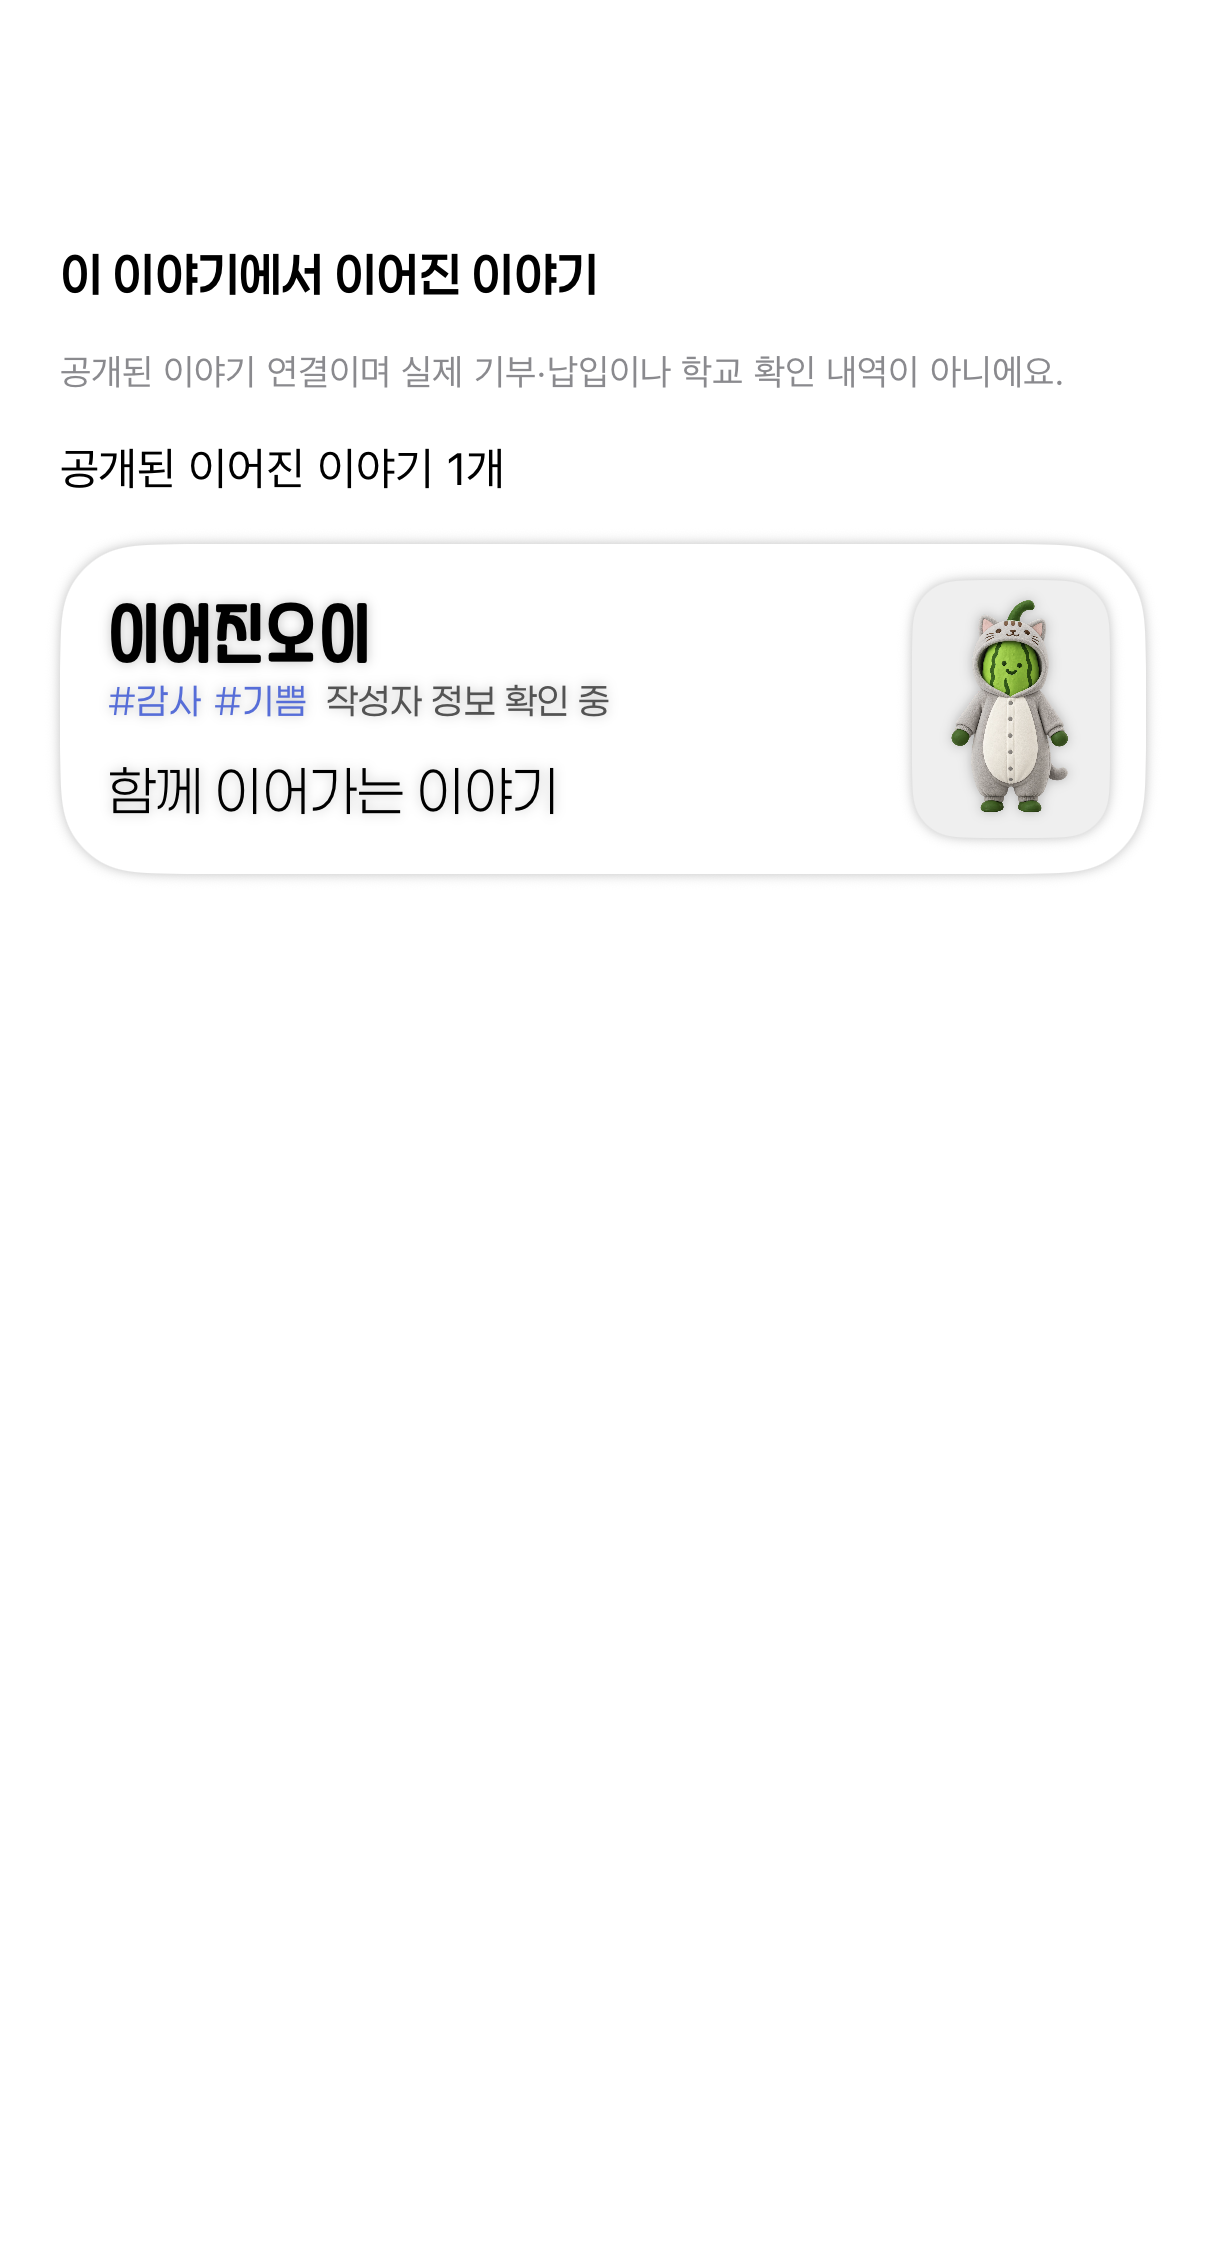 이 이야기에서 이어진 이야기
공개된 이야기 연결이며 실제 기부·납입이나 학교 확인 내역이 아니에요.
공개된 이어진 이야기 1개
이어진오이
#감사 #기쁨 작성자 정보 확인 중
함께 이어가는 이야기